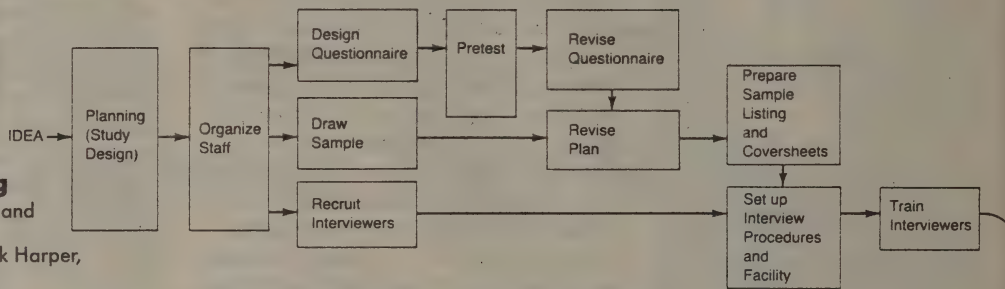 IDEA
Planning
(Study
Design)
Organize
Staff
Design
Questionnaire
Pretest
Revise
Questionnaire
Draw
Sample
Revise
Plan
Prepare
Sample
Listing
and
Coversheets
Recruit
Interviewers
Set up
Interview
Procedures
and
Facility
Train
Interviewers
g
and
k Harper,